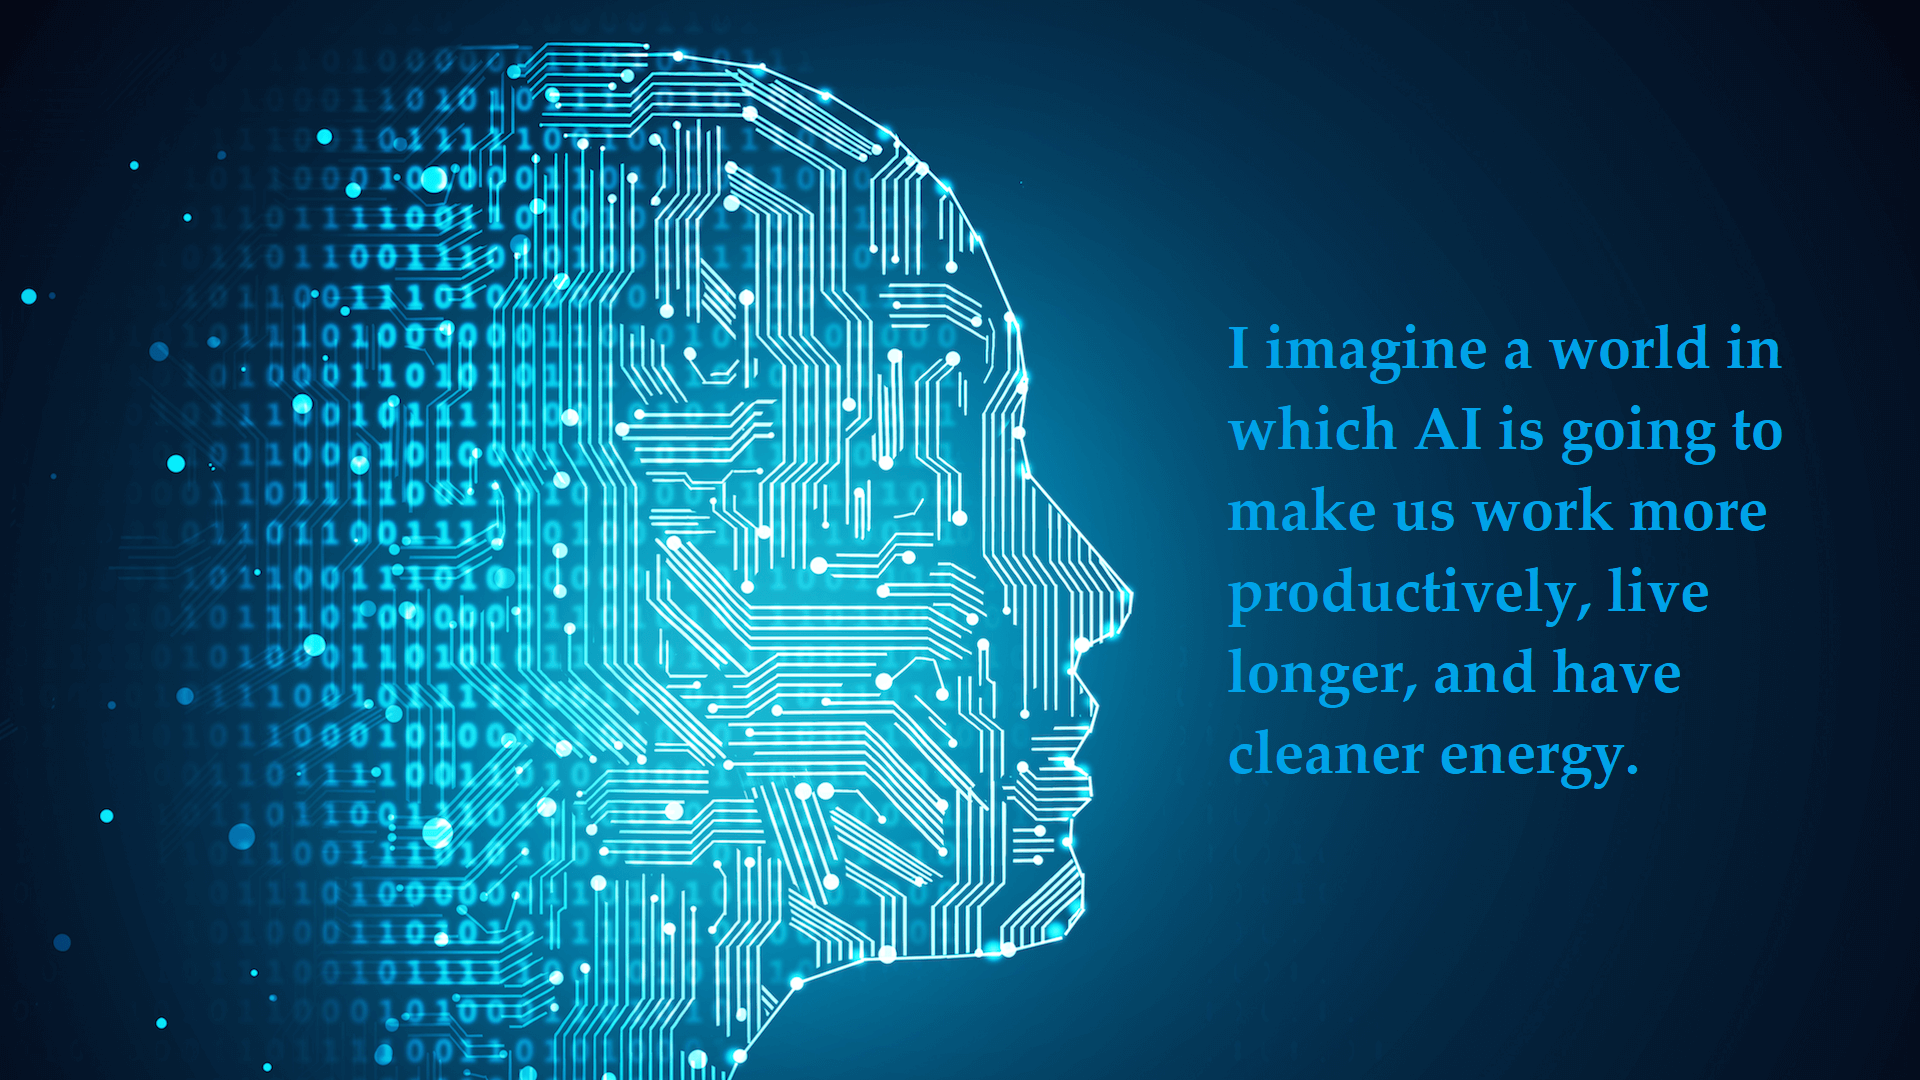 I imagine a world in
which AI is going to
make us work more
productively, live
longer, and have
cleaner energy.